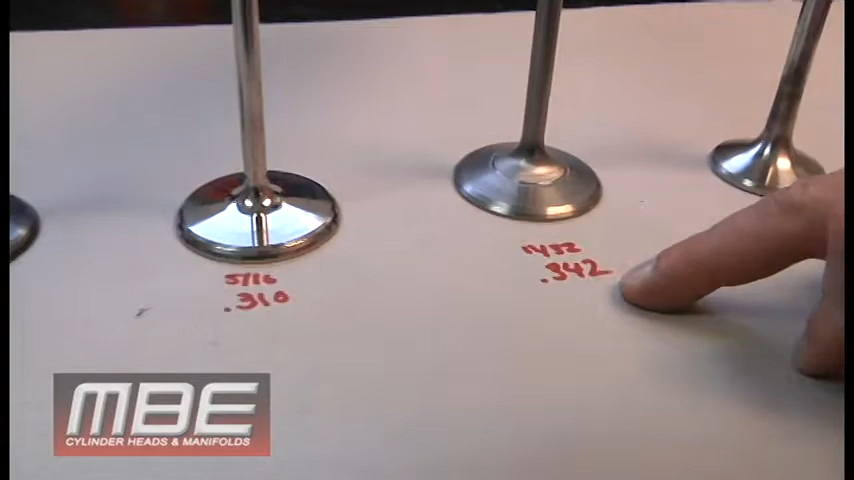 5/16
.310
11/32
.342
MBE
CYLINDER HEADS & MANIFOLDS